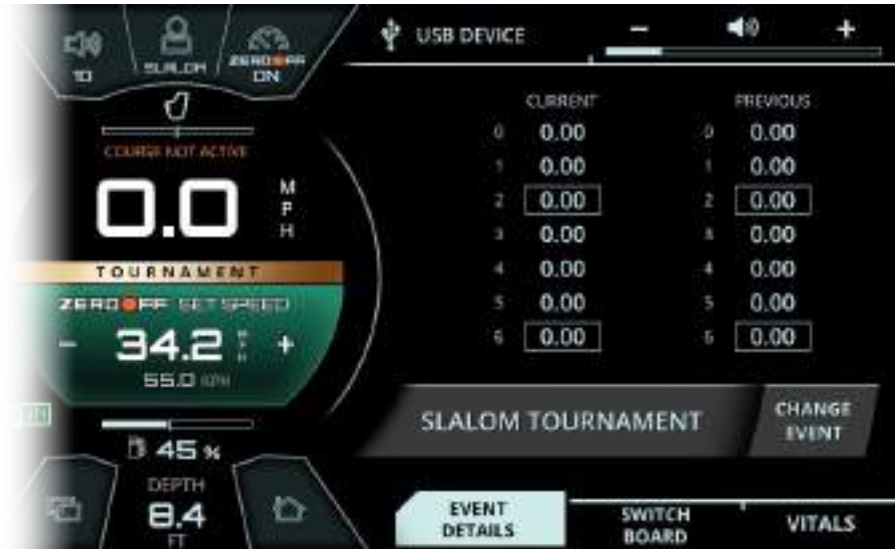 10
SLALOM
ZERO OFF
ON
USB DEVICE
-
+
COURSE NOT ACTIVE
0.0
MPH
TOURNAMENT
ZERO OFF SET SPEED
-
34.2 MPH
+
55.0 KPH
45 %
DEPTH
8.4
FT
CURRENT PREVIOUS
0 0.00 0 0.00
1 0.00 1 0.00
2 0.00 2 0.00
3 0.00 3 0.00
4 0.00 4 0.00
5 0.00 5 0.00
6 0.00 6 0.00
SLALOM TOURNAMENT
CHANGE
EVENT
EVENT
DETAILS
SWITCH
BOARD
VITALS